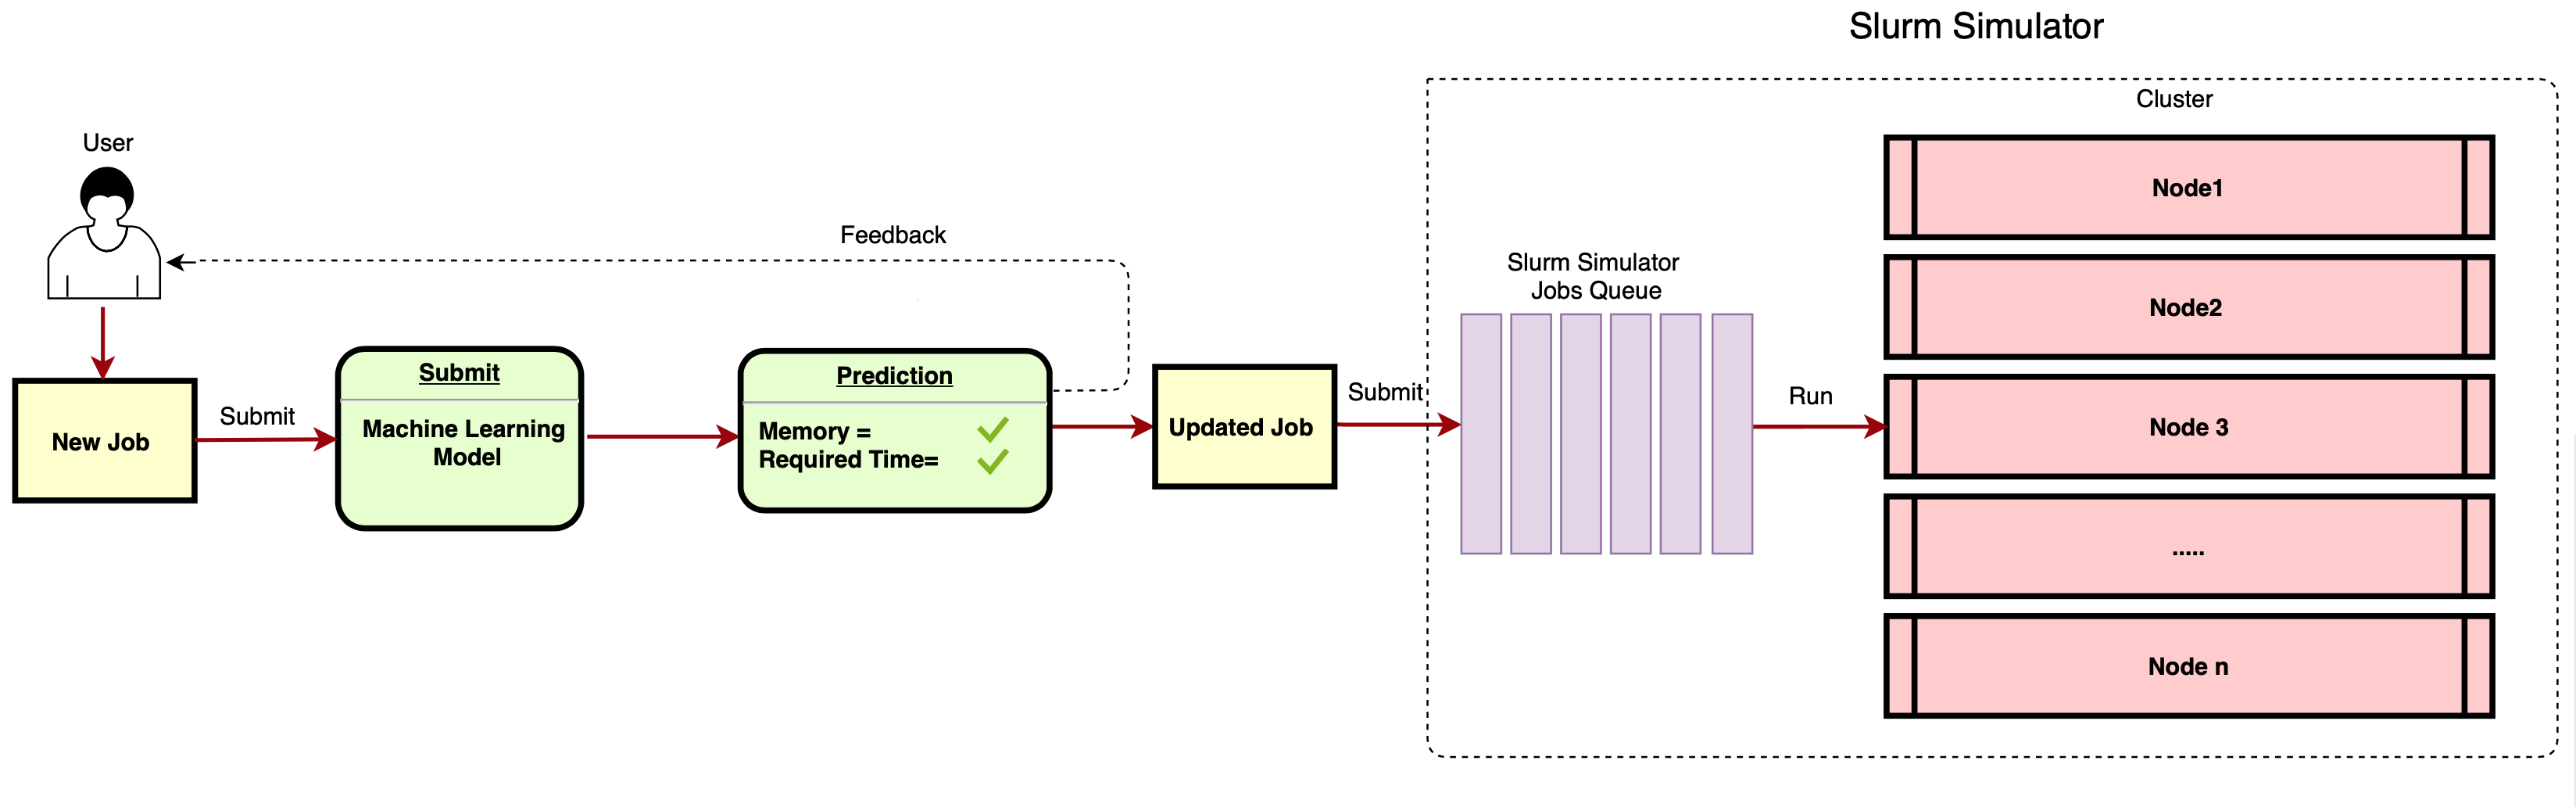 Slurm Simulator
Cluster
User
Feedback
New Job
Submit
Submit
Machine Learning
Model
Prediction
Memory =
Required Time=
Updated Job
Submit
Slurm Simulator
Jobs Queue
Run
Node1
Node2
Node 3
.....
Node n